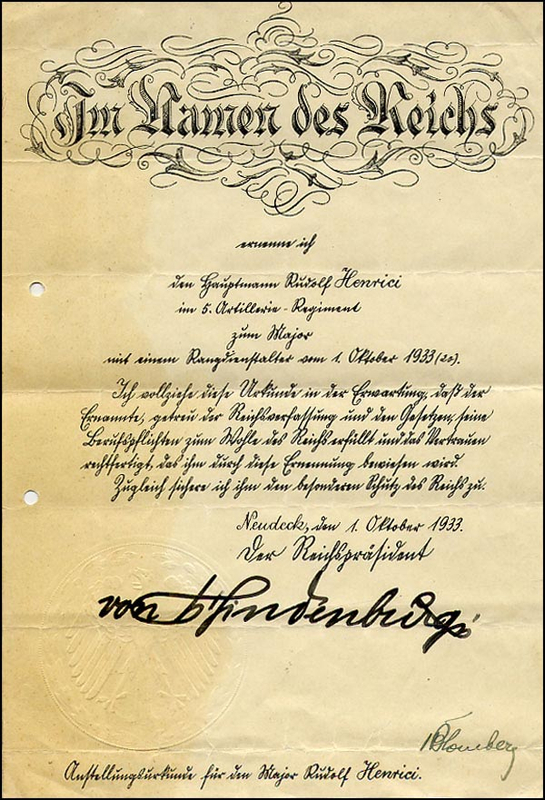 Im Namen des Reichs
ernenne ich
den Hauptmann Rudolf Henrici
im 5. Artillerie-Regiment
zum Major
mit einem Rangdienstalter vom 1. Oktober 1933 (20).
Ich vollziehe diese Urkunde in der Erwartung, daß der
Ernannte, getreu der Reichsverfassung und den Gesetzen, seine
Berufspflichten zum Wohle des Reichs erfüllt und das Vertrauen
rechtfertigt, das ihm durch diese Ernennung bewiesen wird.
Zugleich sichere ich ihm den besonderen Schutz des Reichs zu.
Neudeck, den 1. Oktober 1933.
Der Reichspräsident
von Hindenburg
Blomberg
Anstellungsurkunde für den Major Rudolf Henrici.